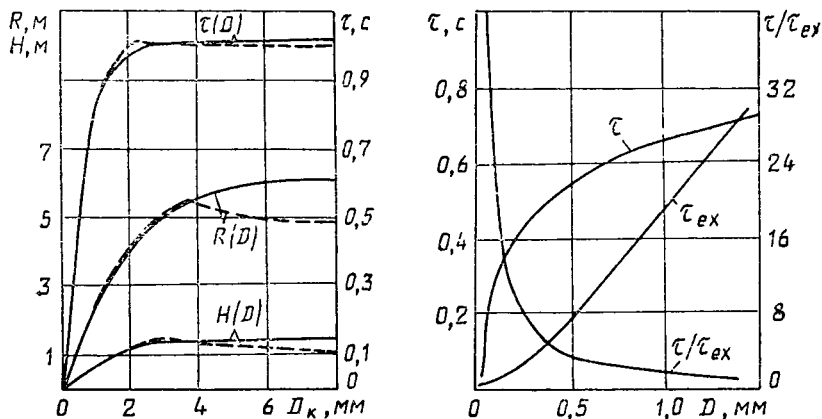 R, м
H, м
τ, с
τ(D)
0,9
7
0,7
5
0,5
R(D)
3
0,3
H(D)
1
0,1
0
0 2 4 D_к, мм
6
τ, с
τ/τ_ex
0,8
32
τ
0,6
24
τ_ex
0,4
16
0,2
8
τ/τ_ex
0
0 0,5 1,0 D, мм